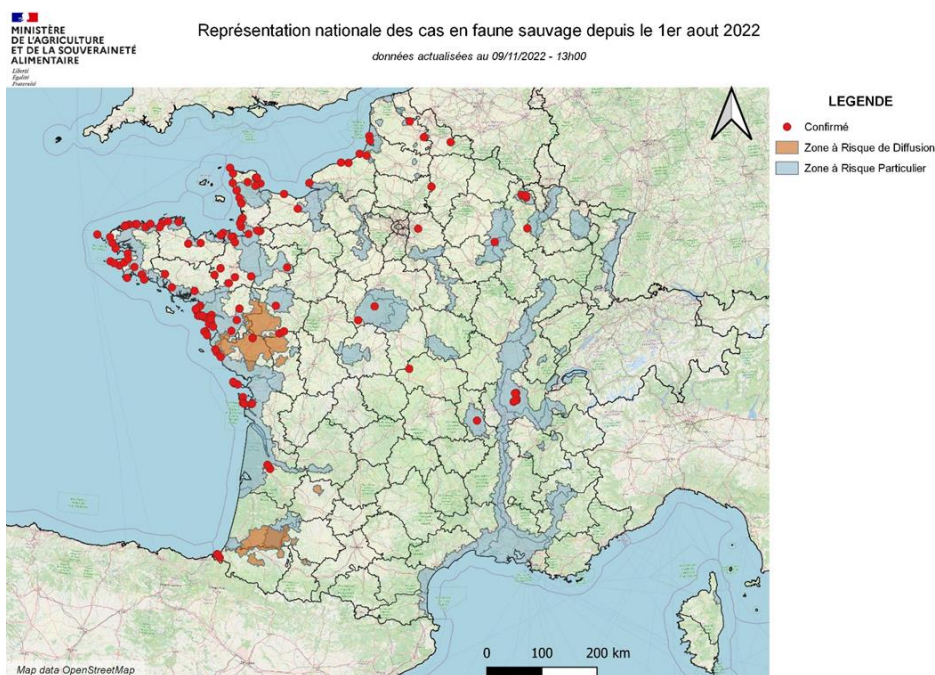 MINISTÈRE
DE L'AGRICULTURE
ET DE LA SOUVERAINETÉ
ALIMENTAIRE
Liberté
Égalité
Fraternité
Représentation nationale des cas en faune sauvage depuis le 1er aout 2022
données actualisées au 09/11/2022 - 13h00
LEGENDE
Confirmé
Zone à Risque de Diffusion
Zone à Risque Particulier
0 100 200 km
Map data OpenStreetMap